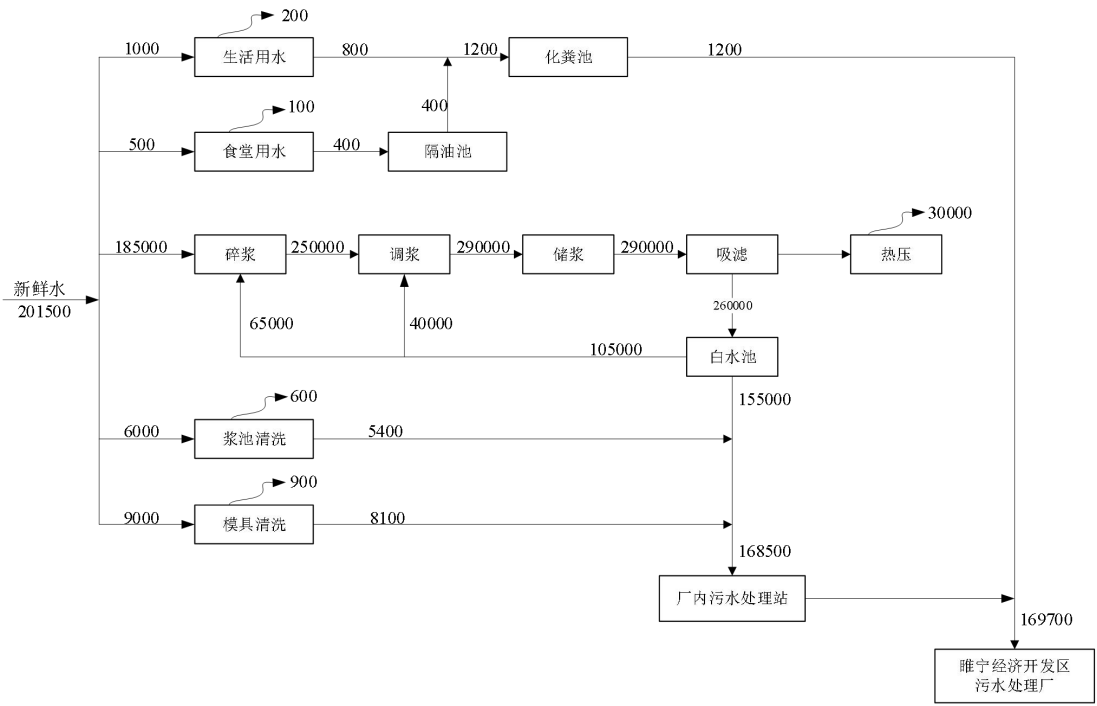 200
1000
生活用水
800
1200
化粪池
1200
100
400
500
食堂用水
400
隔油池
30000
185000
碎浆
250000
调浆
290000
储浆
290000
吸滤
热压
新鲜水
201500
260000
65000
40000
105000
白水池
600
155000
6000
浆池清洗
5400
900
9000
模具清洗
8100
168500
厂内污水处理站
169700
睢宁经济开发区
污水处理厂